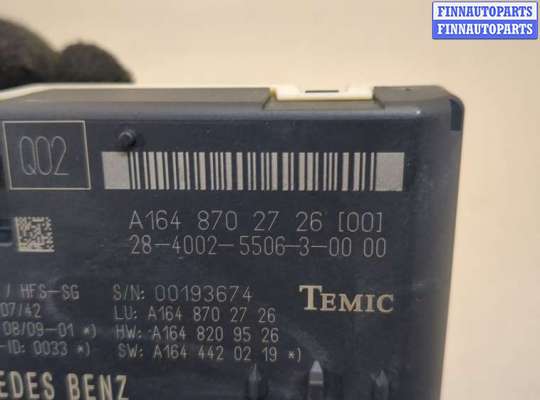 FINNAUTOPARTS
FINNAUTOPARTS
Q02
A164 870 27 26 [00]
28-4002-5506-3-00 00
/ HFS-SG S/N: 00193674
07/42 LU: A164 870 27 26
08/09-01 *) HW: A164 820 95 26
-ID: 0033 *) SW: A164 442 02 19 *)
TEMIC
EDES BENZ